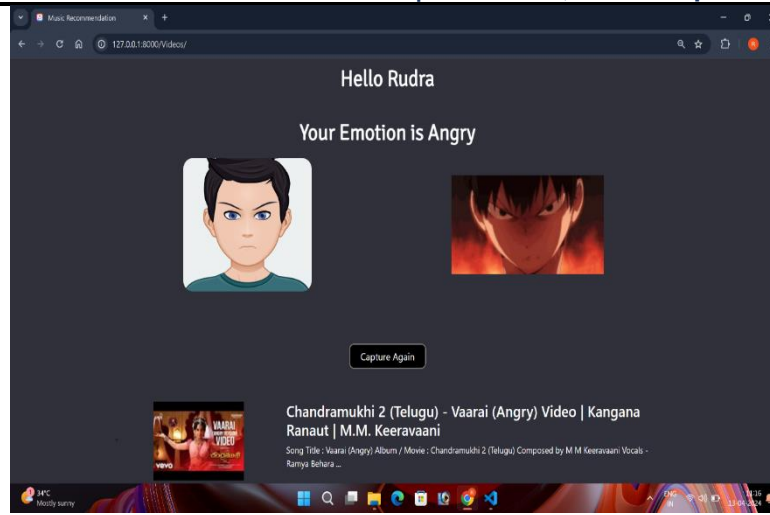 Music Recommendation
127.0.0.1:8000/Videos/
Hello Rudra
Your Emotion is Angry
Capture Again
VAARAI
VIDEO
vevo
Chandramukhi 2 (Telugu) - Vaarai (Angry) Video | Kangana
Ranaut | M.M. Keeravaani
Song Title : Vaarai (Angry) Album / Movie : Chandramukhi 2 (Telugu) Composed by M M Keeravaani Vocals -
Ramya Behara ...
34°C
Mostly sunny
ENG
IN